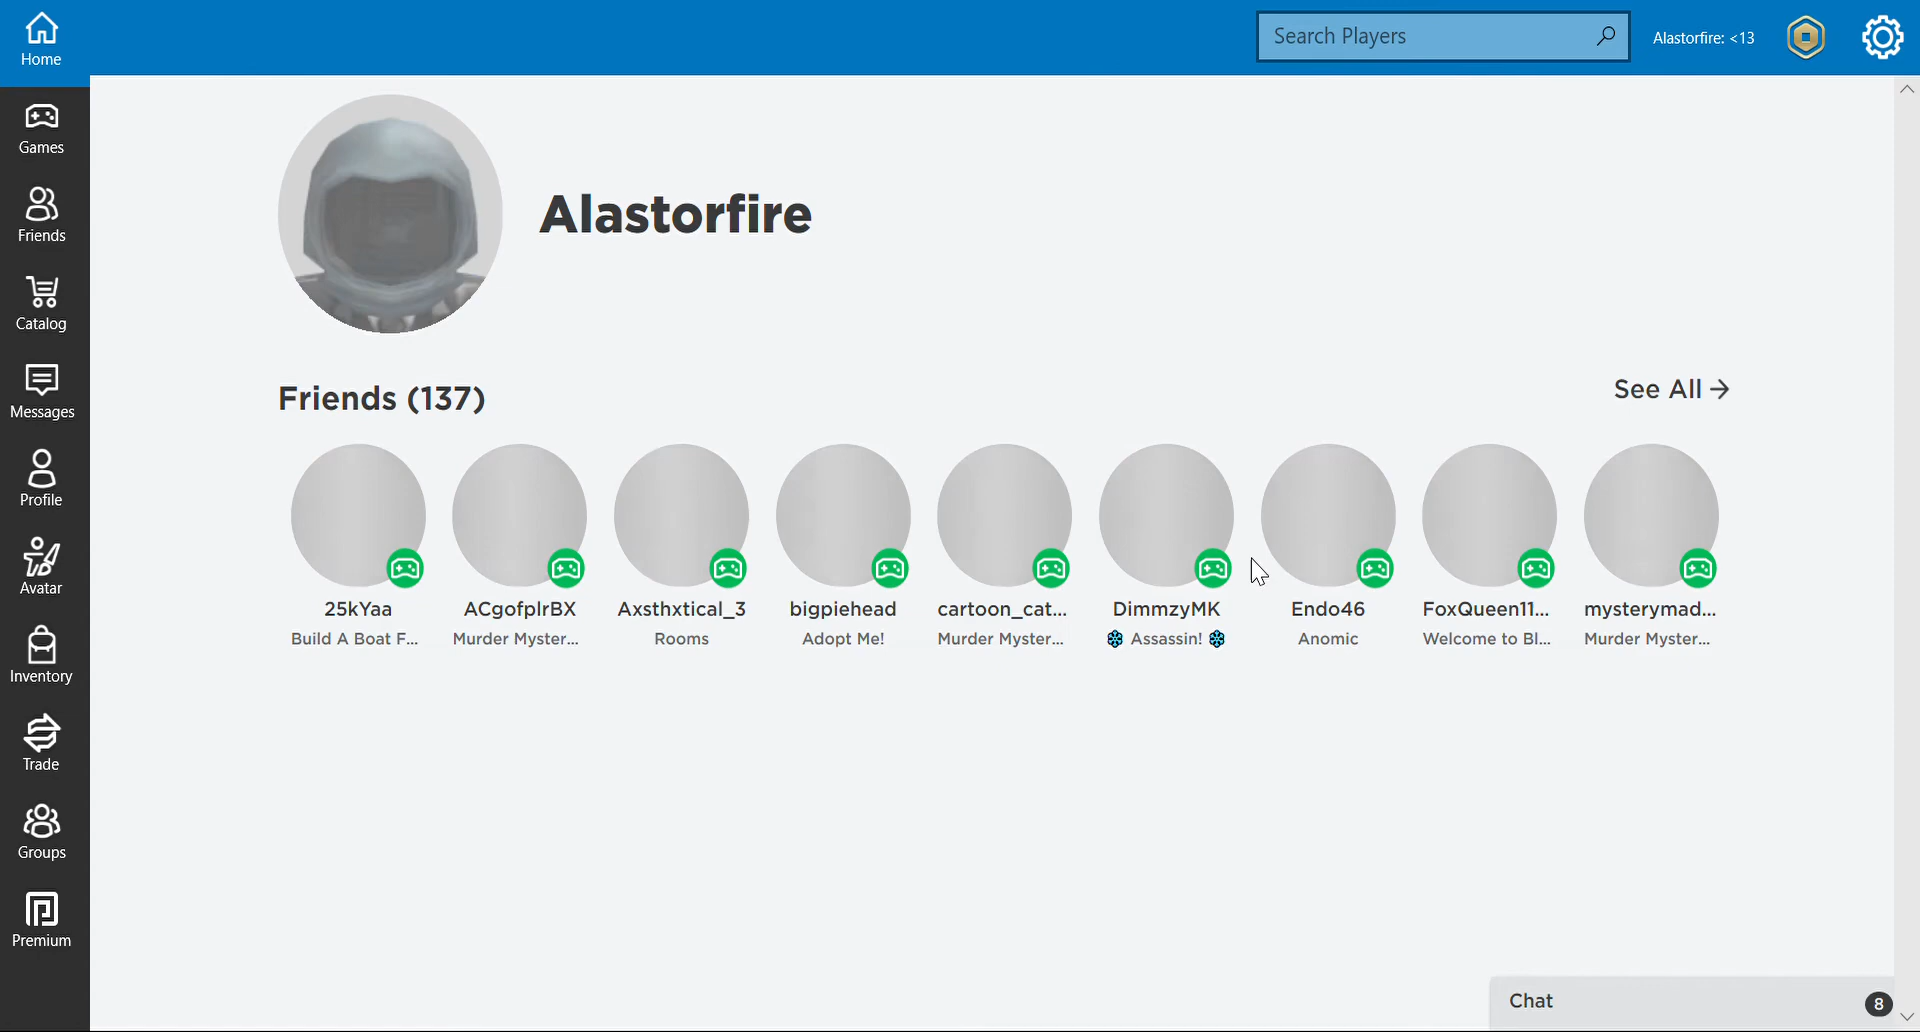 Home
Search Players
Alastorfire: <13
Games
Friends
Catalog
Messages
Profile
Avatar
Inventory
Trade
Groups
Premium
Alastorfire
Friends (137)
See All
25kYaa
Build A Boat F...
ACgofplrBX
Murder Myster...
Axsthxtical_3
Rooms
bigpiehead
Adopt Me!
cartoon_cat...
Murder Myster...
DimmzyMK
Assassin!
Endo46
Anomic
FoxQueen11...
Welcome to Bl...
mysterymad...
Murder Myster...
Chat
8